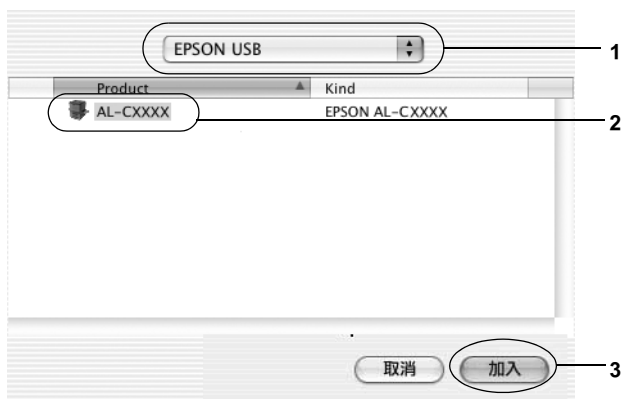 EPSON USB 1
Product Kind
AL-CXXXX EPSON AL-CXXXX
2
取消 加入 3